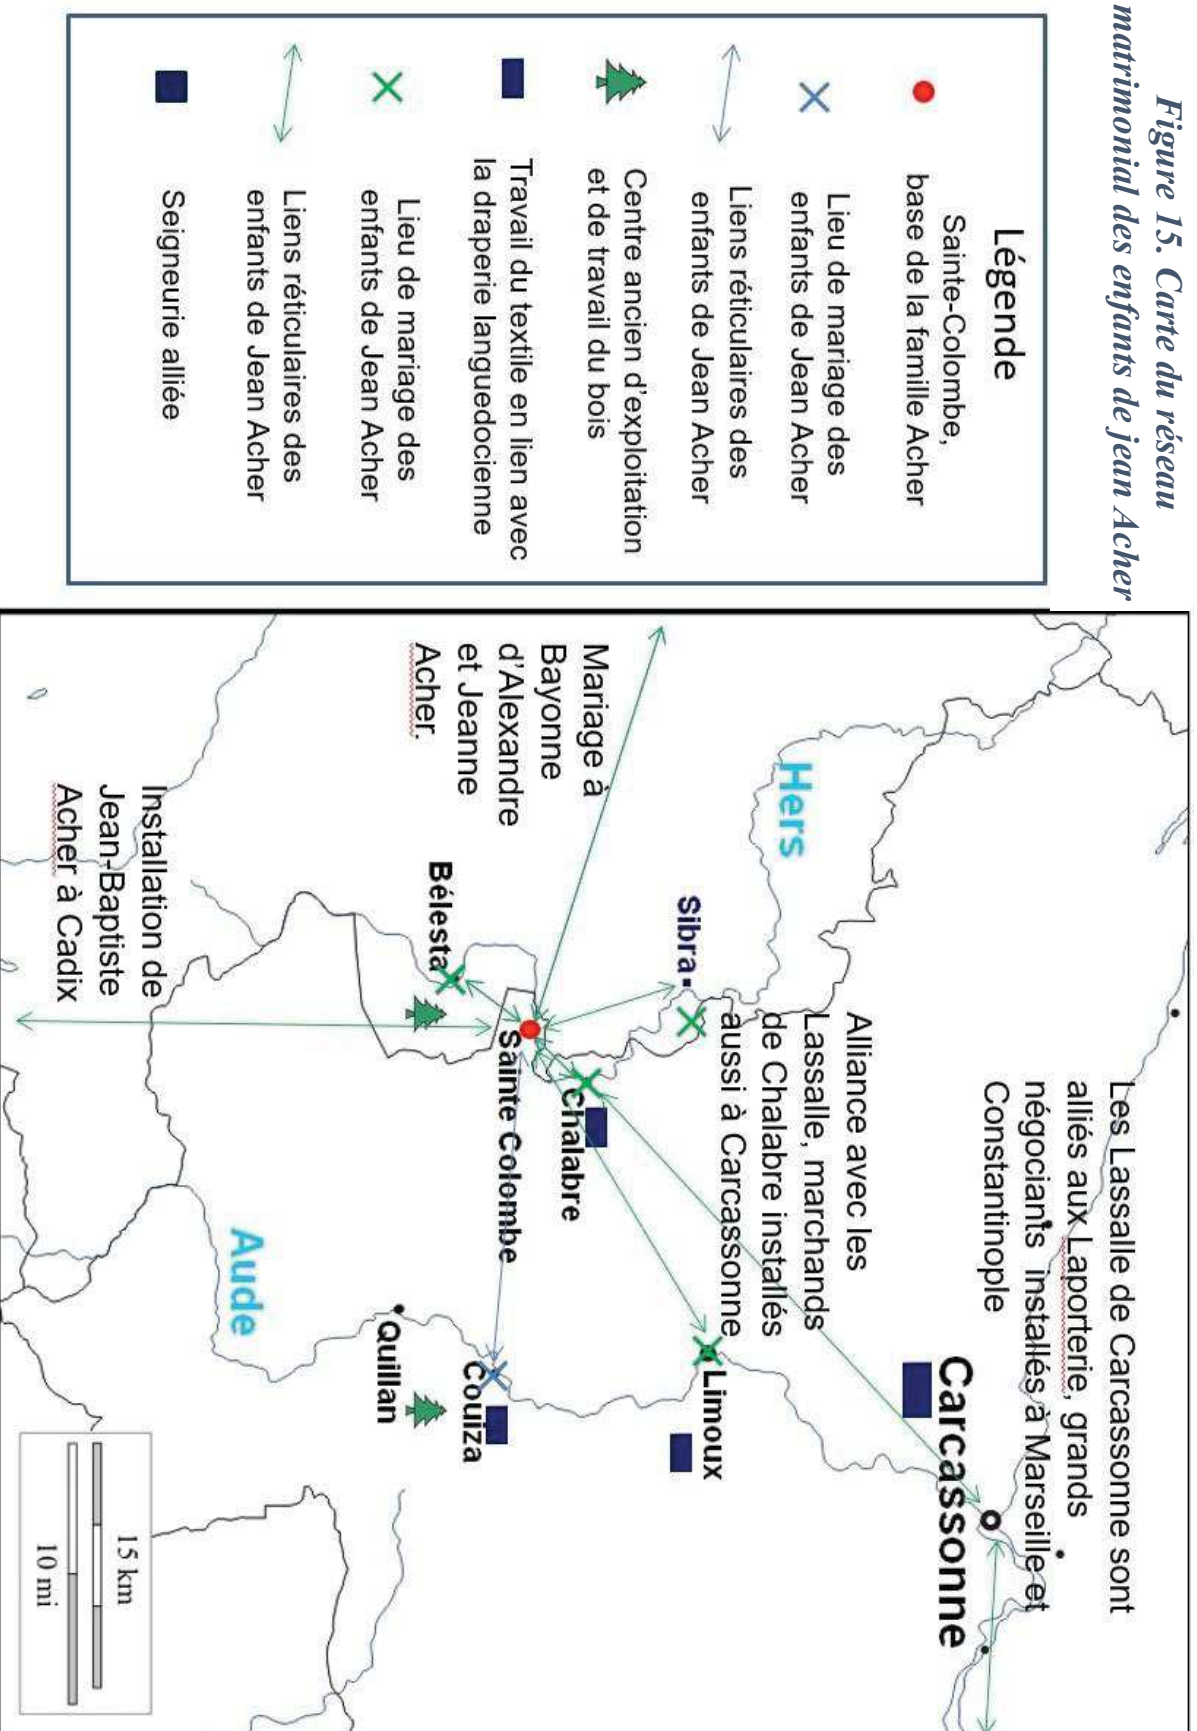 Figure 15. Carte du réseau
matrimonial des enfants de jean Acher
Légende
Sainte-Colombe,
base de la famille Acher
Lieu de mariage des
enfants de Jean Acher
Liens réticulaires des
enfants de Jean Acher
Centre ancien d'exploitation
et de travail du bois
Travail du textile en lien avec
la draperie languedocienne
Lieu de mariage des
enfants de Jean Acher
Liens réticulaires des
enfants de Jean Acher
Seigneurie alliée
Les Lassalle de Carcassonne sont
alliés aux Laporterie, grands
négociants installés à Marseille et
Constantinople
Carcassonne
Alliance avec les
Lassalle, marchands
de Chalabre installés
aussi à Carcassonne
Hers
Sibra
Limoux
Mariage à
Bayonne
d'Alexandre
et Jeanne
Acher.
Chalabre
Sainte Colombe
Bélesta
Couiza
Quillan
Aude
Installation de
Jean-Baptiste
Acher à Cadix
15 km
10 mi